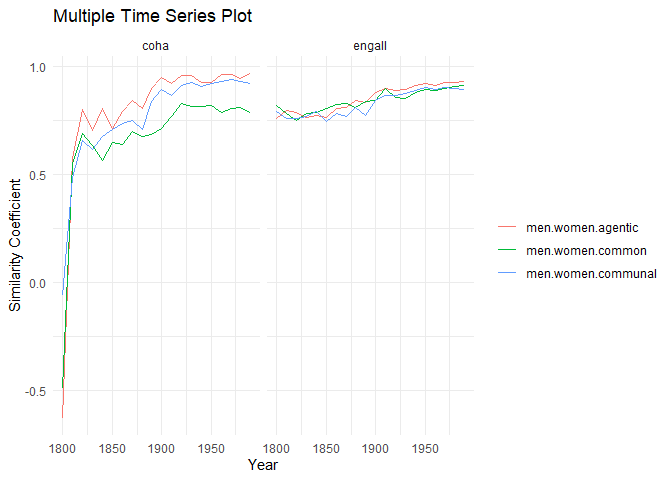 Multiple Time Series Plot
coha
engall
1.0
0.5
0.0
-0.5
Similarity Coefficient
1800
1850
1900
1950
1800
1850
1900
1950
Year
men.women.agentic
men.women.common
men.women.communal